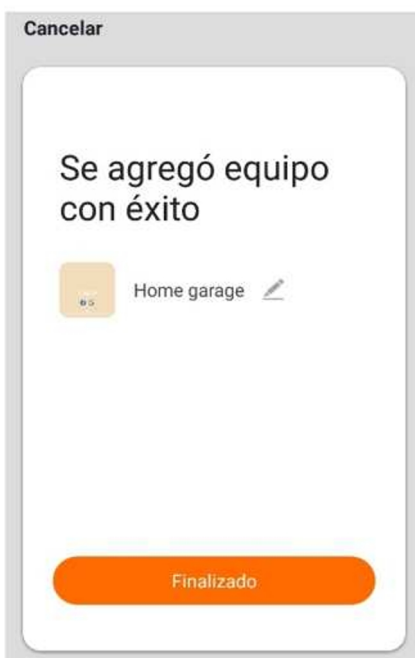 Cancelar
Se agregó equipo
con éxito
Home garage
Finalizado